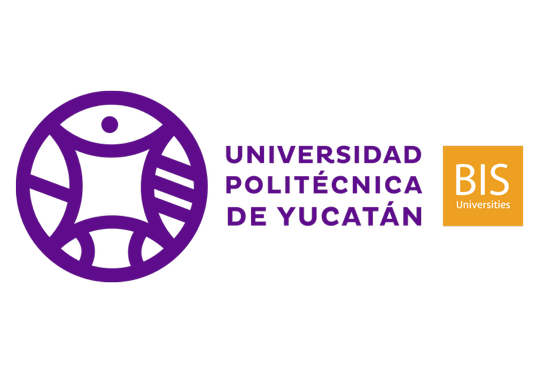 UNIVERSIDAD
POLITÉCNICA
DE YUCATÁN
BIS
Universities